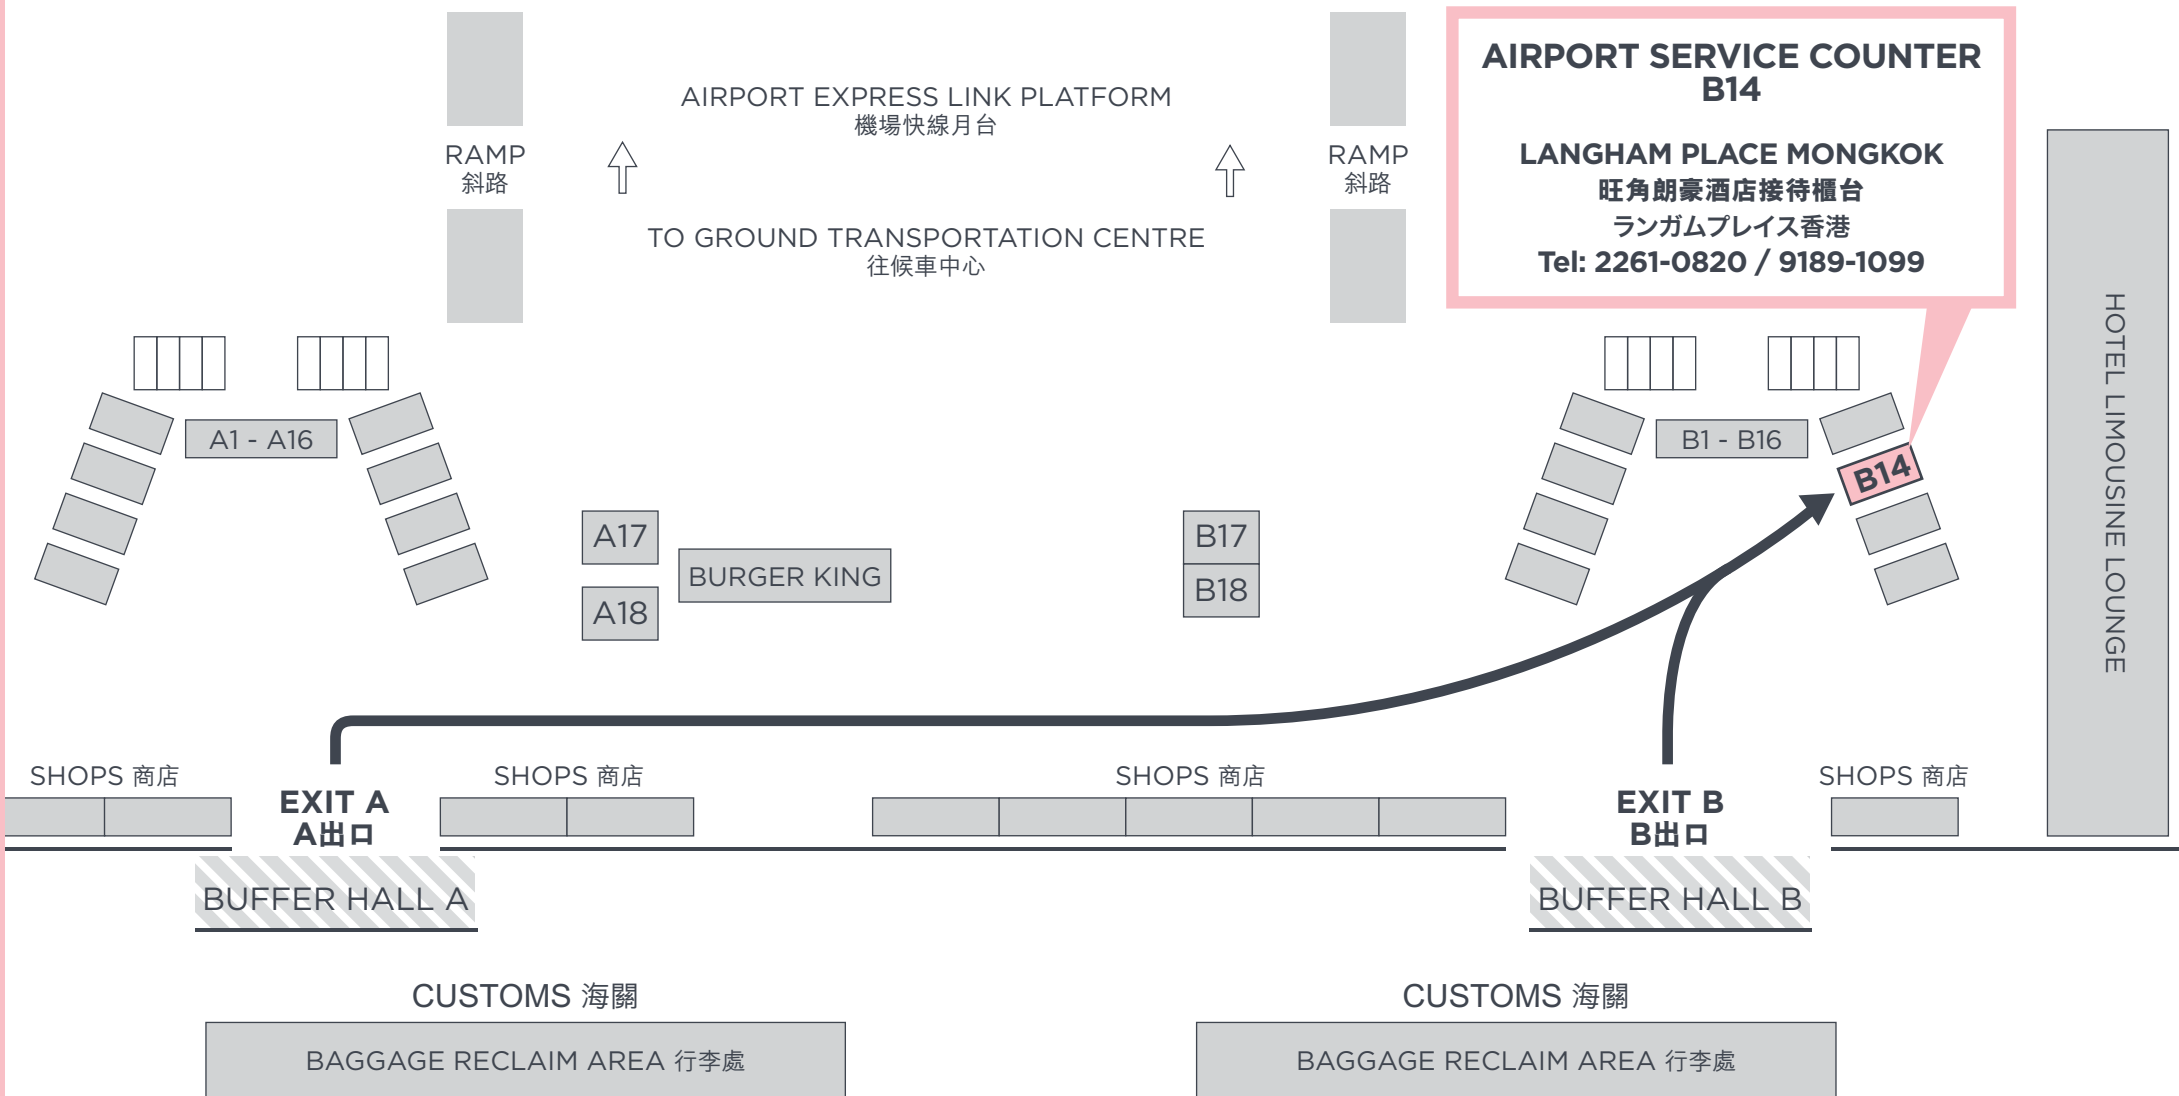 AIRPORT SERVICE COUNTER
B14
LANGHAM PLACE MONGKOK
旺角朗豪酒店接待櫃台
ランガムプレイス香港
Tel: 2261-0820 / 9189-1099
AIRPORT EXPRESS LINK PLATFORM
機場快線月台
RAMP
斜路
RAMP
斜路
TO GROUND TRANSPORTATION CENTRE
往候車中心
HOTEL LIMOUSINE LOUNGE
A1 - A16
B1 - B16
B14
A17
BURGER KING
A18
B17
B18
SHOPS 商店
SHOPS 商店
SHOPS 商店
SHOPS 商店
EXIT A
A出口
EXIT B
B出口
BUFFER HALL A
BUFFER HALL B
CUSTOMS 海關
CUSTOMS 海關
BAGGAGE RECLAIM AREA 行李處
BAGGAGE RECLAIM AREA 行李處